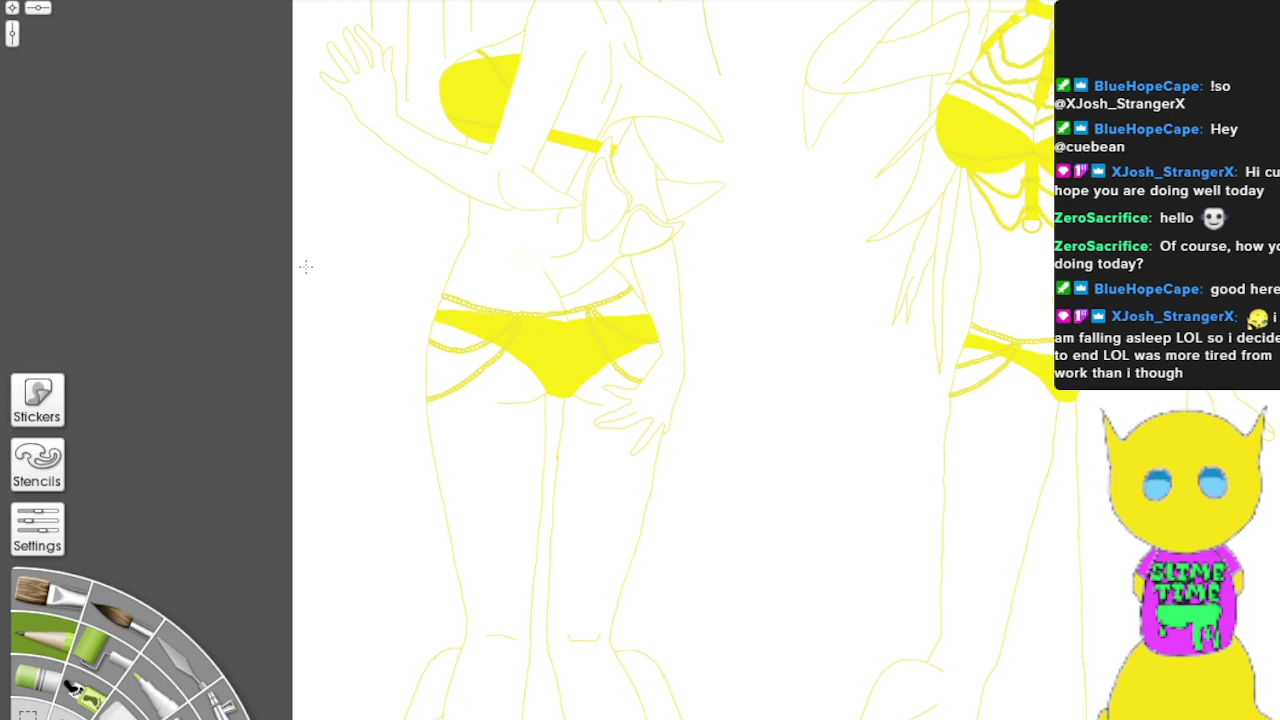 BlueHopeCape: !so
@XJosh_StrangerX
BlueHopeCape: Hey
@cuebean
XJosh_StrangerX: Hi cu
hope you are doing well today
ZeroSacrifice: hello
ZeroSacrifice: Of course, how yo
doing today?
BlueHopeCape: good here
XJosh_StrangerX: i
am falling asleep LOL so i decide
to end LOL was more tired from
work than i though
Stickers
Stencils
Settings
SLIME
TIME